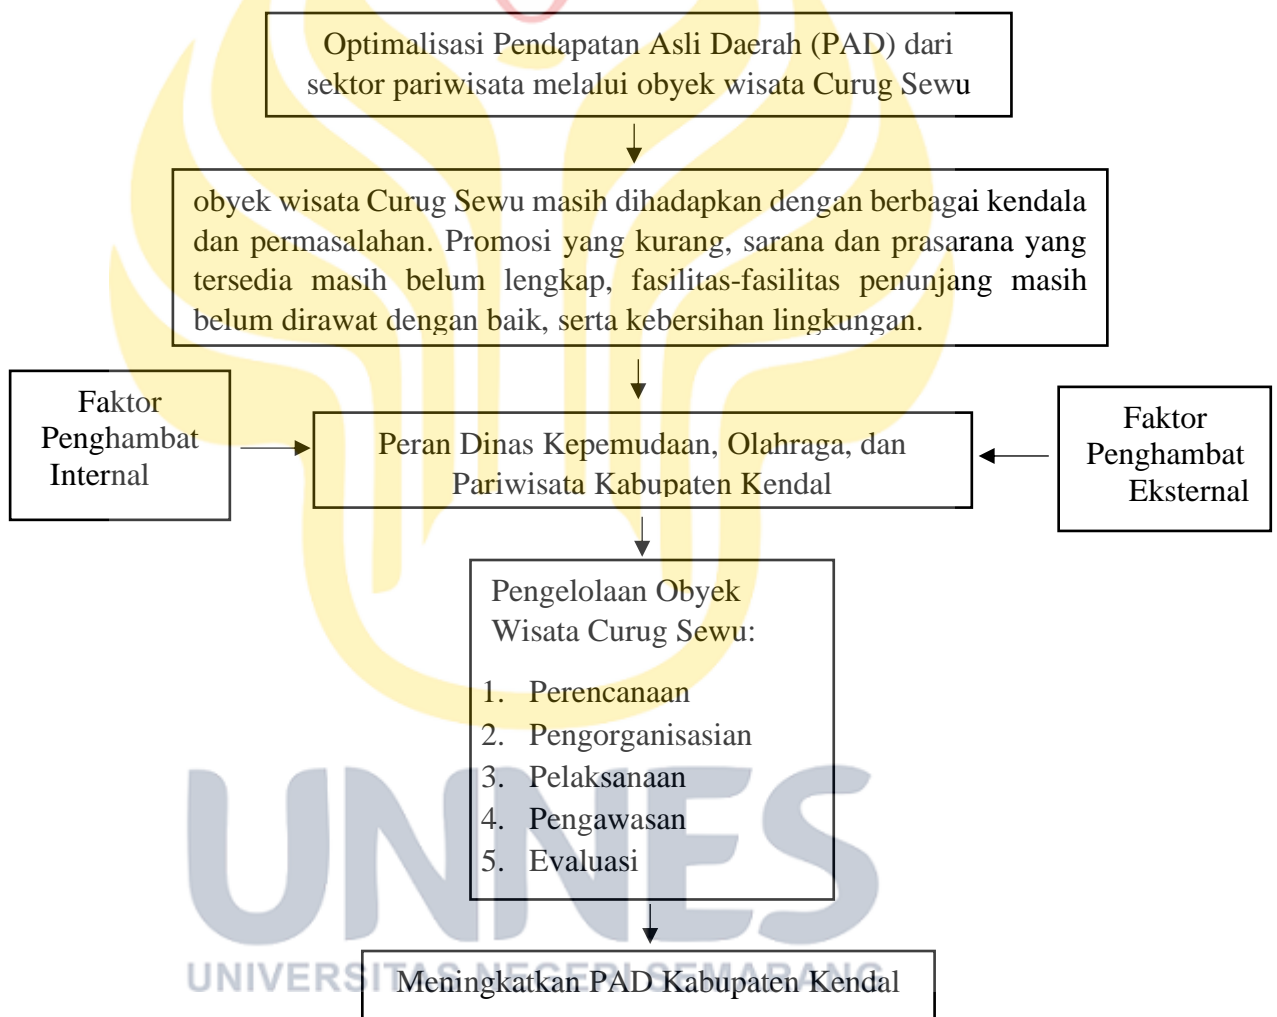 Optimalisasi Pendapatan Asli Daerah (PAD) dari
sektor pariwisata melalui obyek wisata Curug Sewu
obyek wisata Curug Sewu masih dihadapkan dengan berbagai kendala
dan permasalahan. Promosi yang kurang, sarana dan prasarana yang
tersedia masih belum lengkap, fasilitas-fasilitas penunjang masih
belum dirawat dengan baik, serta kebersihan lingkungan.
Faktor
Penghambat
Internal
Peran Dinas Kepemudaan, Olahraga, dan
Pariwisata Kabupaten Kendal
Faktor
Penghambat
Eksternal
Pengelolaan Obyek
Wisata Curug Sewu:
1. Perencanaan
2. Pengorganisasian
3. Pelaksanaan
4. Pengawasan
5. Evaluasi
Meningkatkan PAD Kabupaten Kendal
UNNES
UNIVERSITAS NEGERI SEMARANG